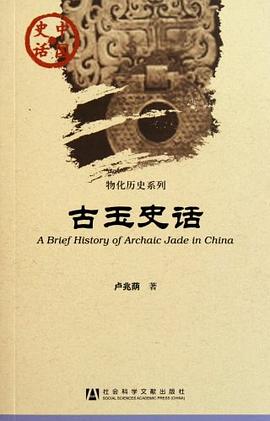 中国
史话
物化历史系列
古玉史话
A Brief History of Archaic Jade in China
卢兆荫 著
社会科学文献出版社
SOCIAL SCIENCES ACADEMIC PRESS (CHINA)